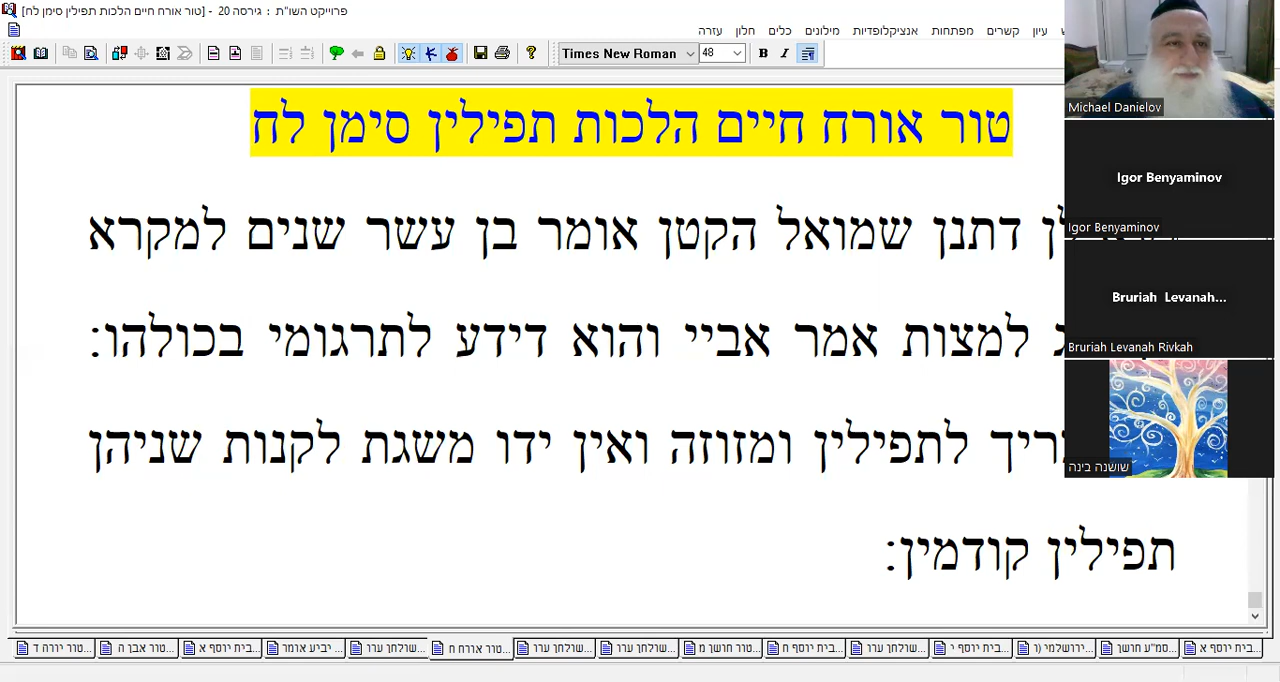 פרוייקט השו"ת : גירסה 20 - [טור אורח חיים הלכות תפילין סימן לח]
עיון קשרים מפתחות אנציקלופדיות מילונים כלים חלון עזרה
Times New Roman 48 B I
טור אורח חיים הלכות תפילין סימן לח
דתנן שמואל הקטן אומר בן עשר שנים למקרא
למצות אמר אביי והוא דידע לתרגומי בכולהו:
לתפילין ומזוזה ואין ידו משגת לקנות שניהן
תפילין קודמין:
Michael Danielov
Igor Benyaminov
Igor Benyaminov
Bruriah Levanah...
Bruriah Levanah Rivkah
שושנה בינה
בית יוסף א... סמ"ע חושן... ירושלמי (ו... בית יוסף י... שולחן ערו... בית יוסף ח... טור חושן מ... שולחן ערו... שולחן ערו... טור אורח ח... שולחן ערו... יביע אומר... בית יוסף א... טור אבן ה... טור יורה ד...